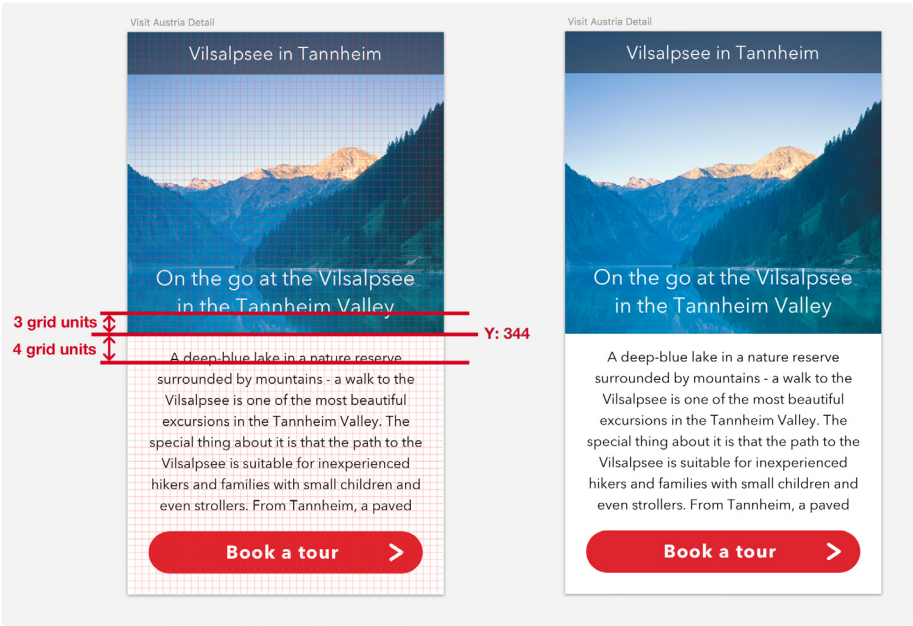 Visit Austria Detail
Vilsalpsee in Tannheim
On the go at the Vilsalpsee
in the Tannheim Valley
3 grid units
4 grid units
Y: 344
A deep-blue lake in a nature reserve
surrounded by mountains - a walk to the
Vilsalpsee is one of the most beautiful
excursions in the Tannheim Valley. The
special thing about it is that the path to the
Vilsalpsee is suitable for inexperienced
hikers and families with small children and
even strollers. From Tannheim, a paved
Book a tour
Visit Austria Detail
Vilsalpsee in Tannheim
On the go at the Vilsalpsee
in the Tannheim Valley
A deep-blue lake in a nature reserve
surrounded by mountains - a walk to the
Vilsalpsee is one of the most beautiful
excursions in the Tannheim Valley. The
special thing about it is that the path to the
Vilsalpsee is suitable for inexperienced
hikers and families with small children and
even strollers. From Tannheim, a paved
Book a tour